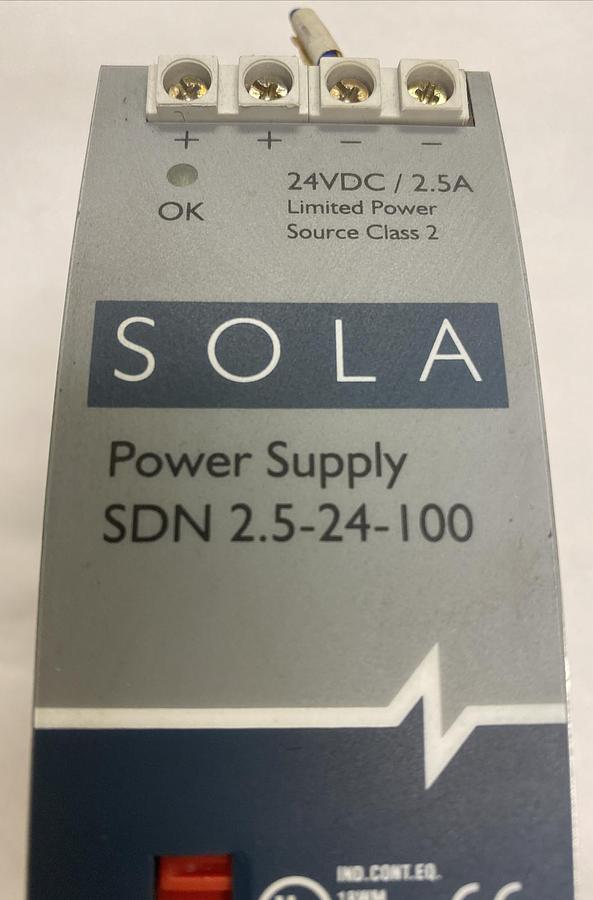 + + − −
OK
24VDC / 2.5A
Limited Power
Source Class 2
SOLA
Power Supply
SDN 2.5-24-100
IND.CONT.EQ.
18WM